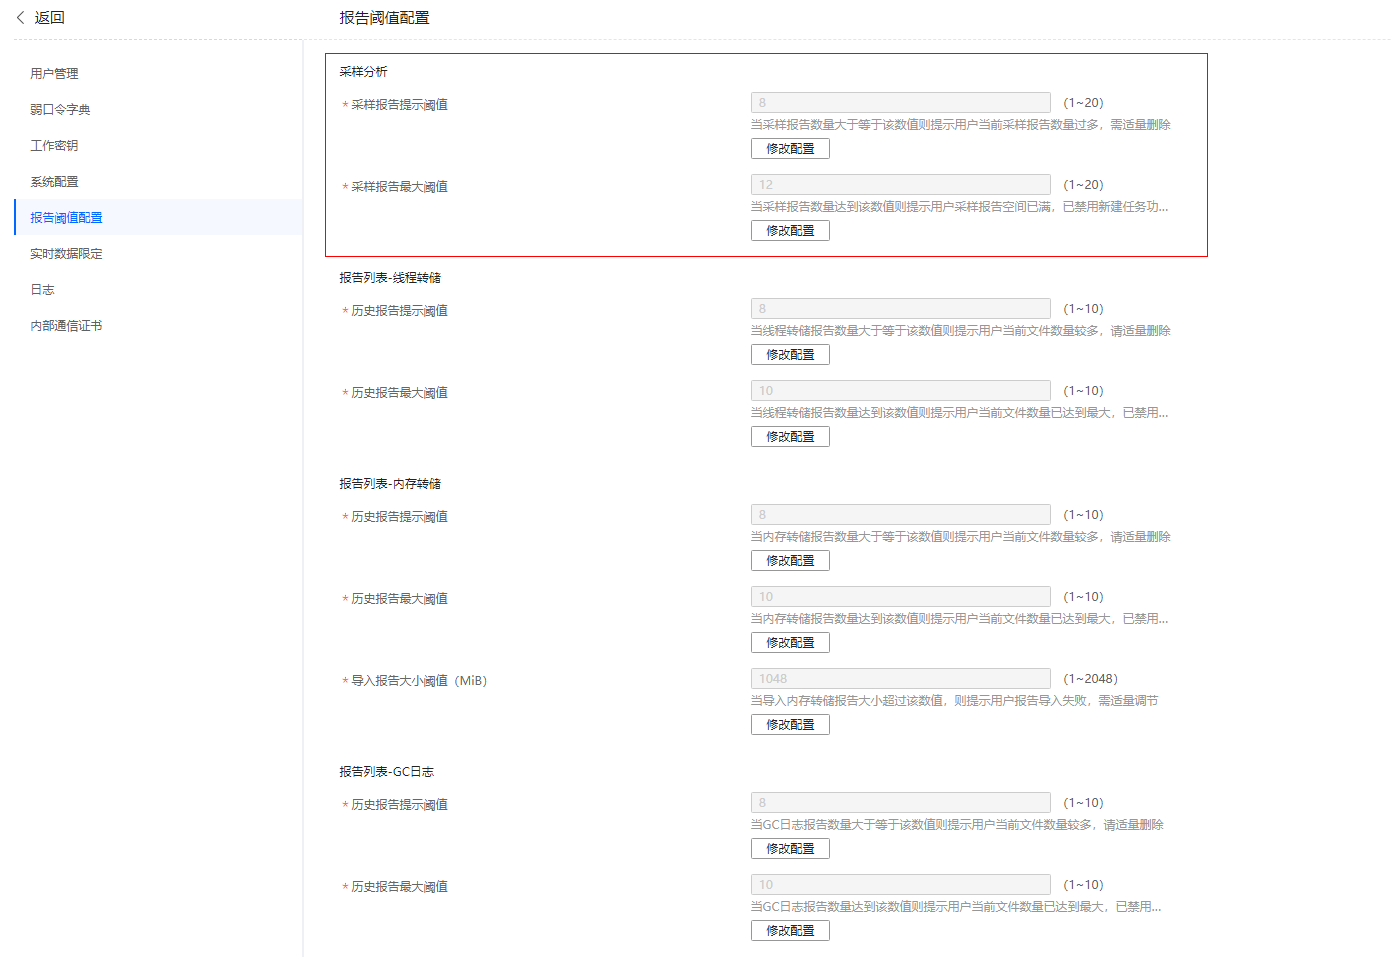 返回
报告阈值配置
用户管理
弱口令字典
工作密钥
系统配置
报告阈值配置
实时数据限定
日志
内部通信证书
采样分析
*采样报告提示阈值
8 (1~20)
当采样报告数量大于等于该数值则提示用户当前采样报告数量过多，需适量删除
修改配置
*采样报告最大阈值
12 (1~20)
当采样报告数量达到该数值则提示用户采样报告空间已满，已禁用新建任务功...
修改配置
报告列表-线程转储
*历史报告提示阈值
8 (1~10)
当线程转储报告数量大于等于该数值则提示用户当前文件数量较多，请适量删除
修改配置
*历史报告最大阈值
10 (1~10)
当线程转储报告数量达到该数值则提示用户当前文件数量已达到最大，已禁用...
修改配置
报告列表-内存转储
*历史报告提示阈值
8 (1~10)
当内存转储报告数量大于等于该数值则提示用户当前文件数量较多，请适量删除
修改配置
*历史报告最大阈值
10 (1~10)
当内存转储报告数量达到该数值则提示用户当前文件数量已达到最大，已禁用...
修改配置
*导入报告大小阈值（MiB）
1048 (1~2048)
当导入内存转储报告大小超过该数值，则提示用户报告导入失败，需适量调节
修改配置
报告列表-GC日志
*历史报告提示阈值
8 (1~10)
当GC日志报告数量大于等于该数值则提示用户当前文件数量较多，请适量删除
修改配置
*历史报告最大阈值
10 (1~10)
当GC日志报告数量达到该数值则提示用户当前文件数量已达到最大，已禁用...
修改配置